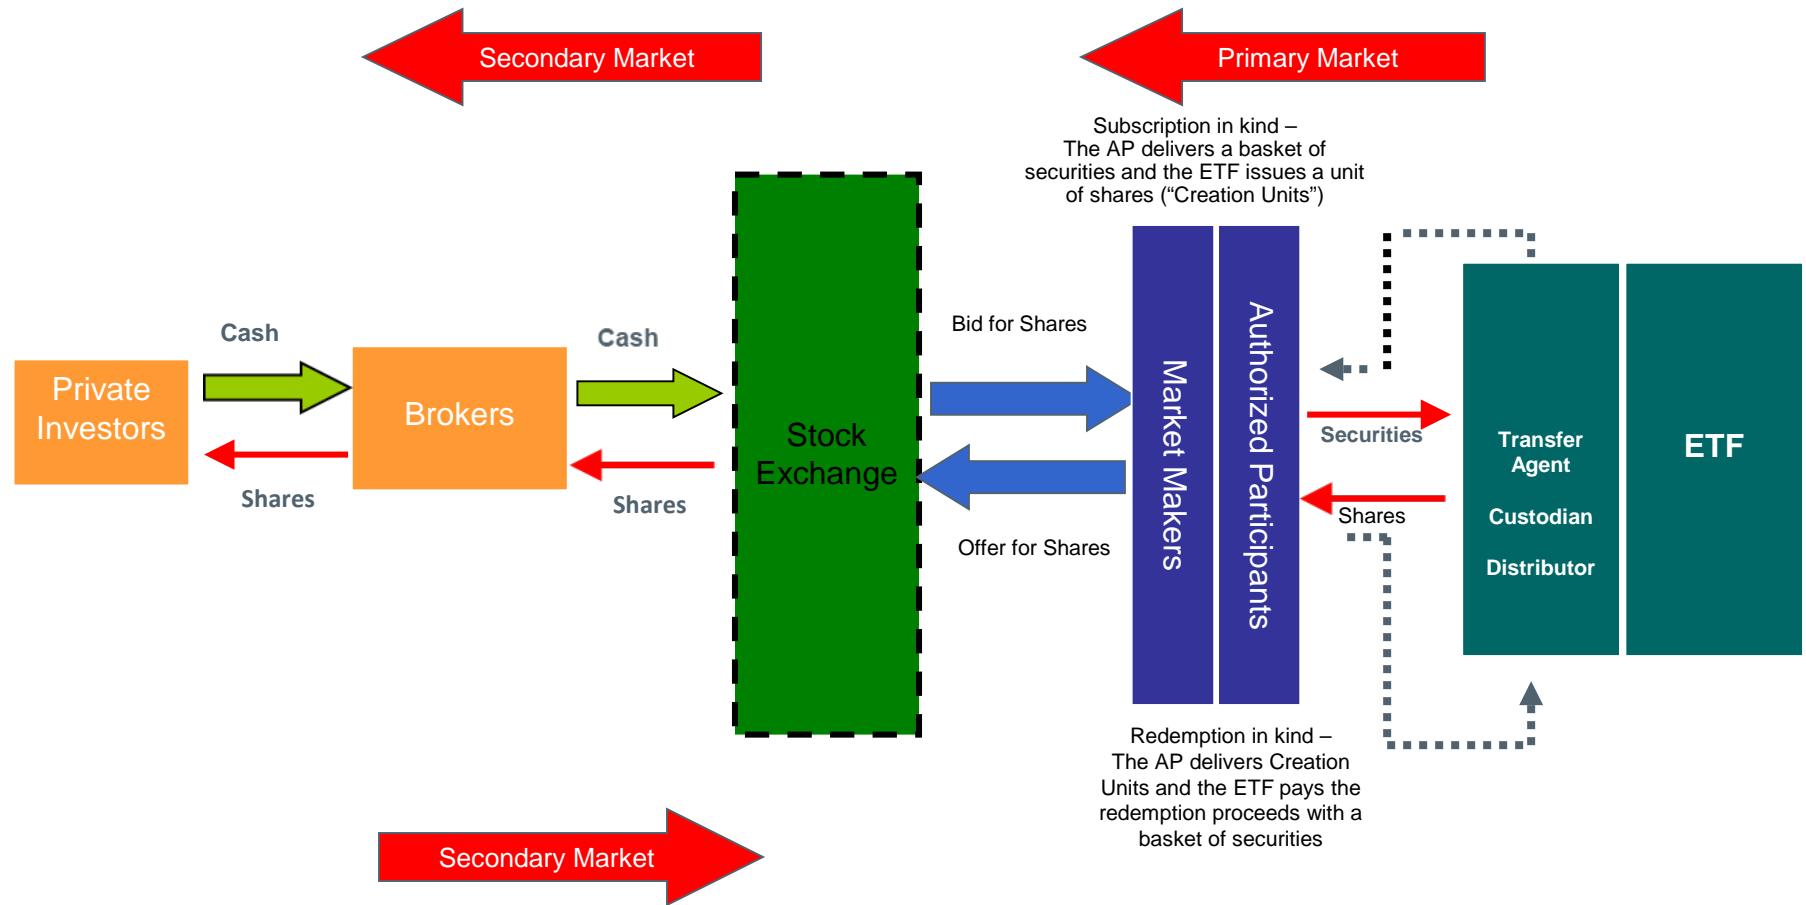 Secondary Market
Primary Market
Subscription in kind –
The AP delivers a basket of
securities and the ETF issues a unit
of shares (“Creation Units”)
Cash
Cash
Bid for Shares
Private
Investors
Brokers
Stock
Exchange
Market Makers
Authorized Participants
Securities
Transfer
Agent
Custodian
Distributor
ETF
Shares
Shares
Shares
Offer for Shares
Redemption in kind –
The AP delivers Creation
Units and the ETF pays the
redemption proceeds with a
basket of securities
Secondary Market